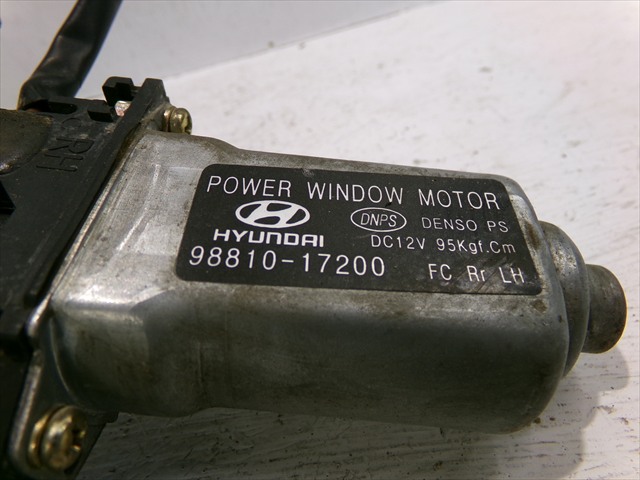 RH
POWER WINDOW MOTOR
HYUNDAI
DNPS DENSO PS
DC12V 95Kgf.Cm
98810-17200
FC Rr LH